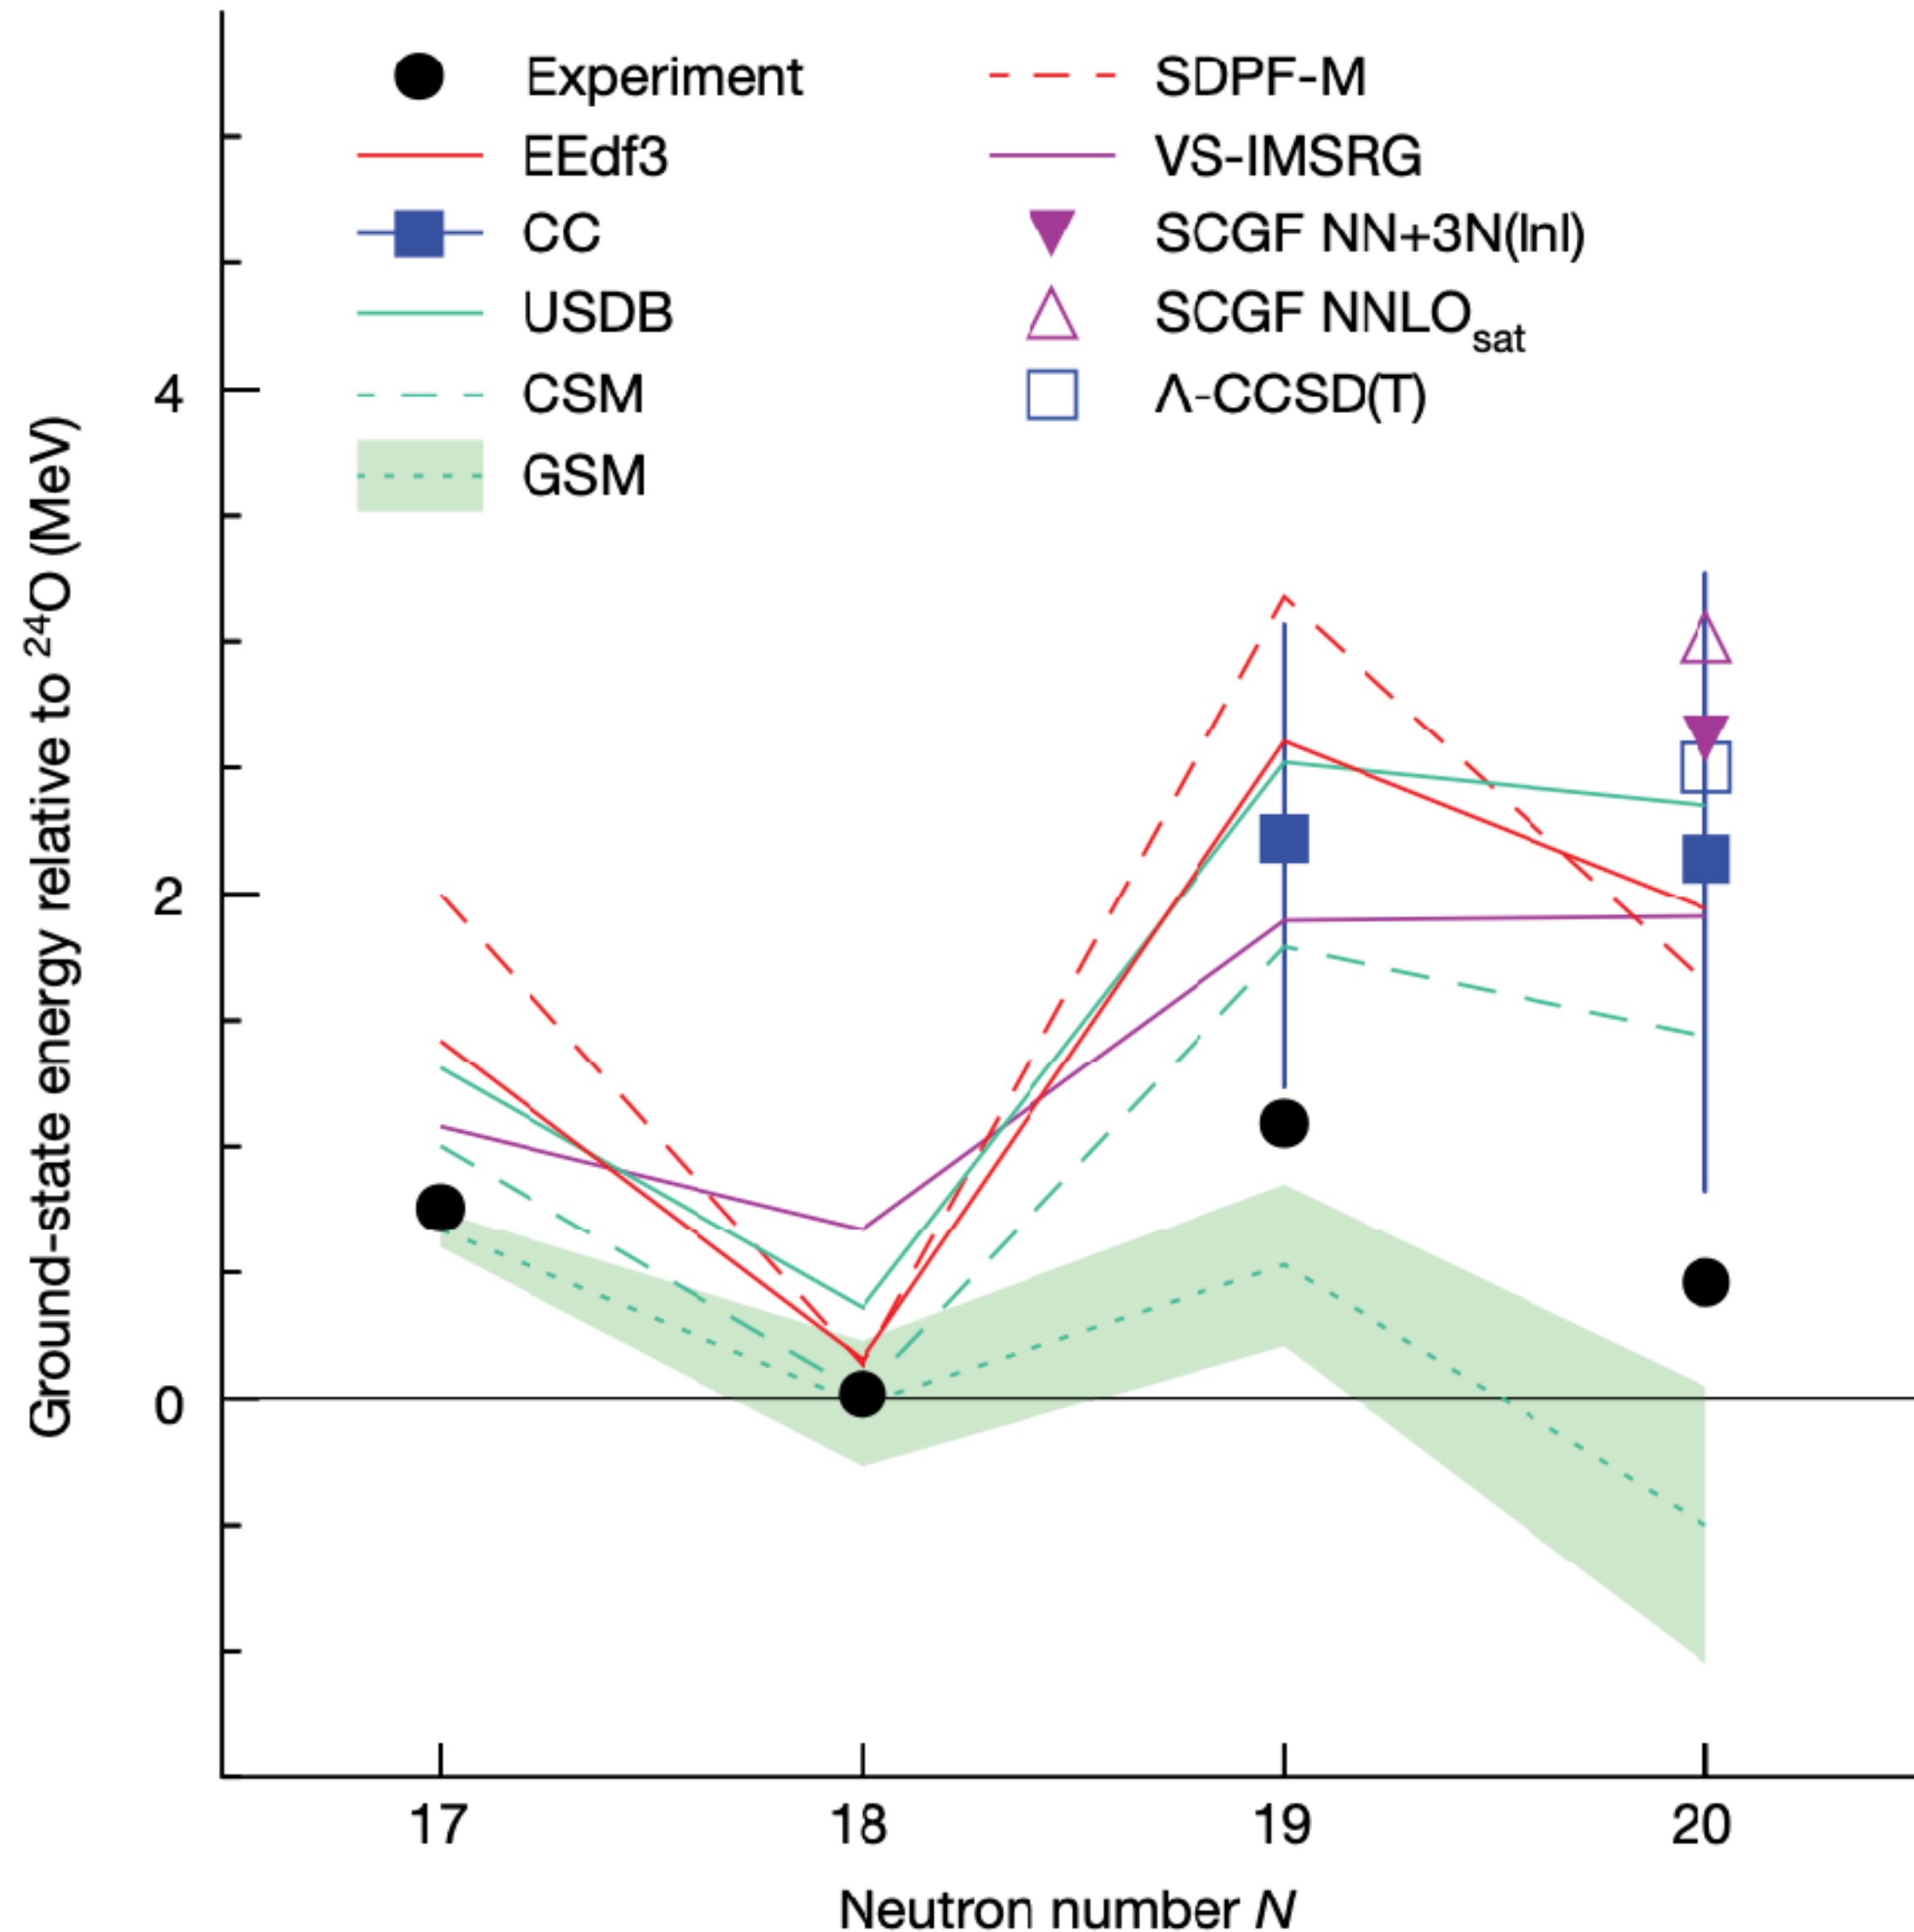 Experiment
EEdf3
CC
USDB
CSM
GSM
SDPF-M
VS-IMSRG
SCGF NN+3N(lnl)
SCGF NNLOsat
Λ-CCSD(T)
Ground-state energy relative to ²⁴O (MeV)
4
2
0
17 18 19 20
Neutron number N